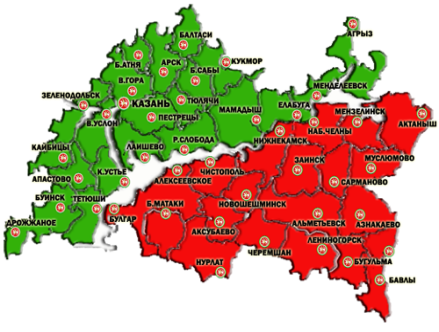 АГРЫЗ
БАЛТАСИ
КУКМОР
Б.АТНЯ
АРСК
В.ГОРА
Б.САБЫ
МЕНДЕЛЕЕВСК
ЗЕЛЕНОДОЛЬСК
КАЗАНЬ
ТЮЛЯЧИ
МАМАДЫШ
ЕЛАБУГА
МЕНЗЕЛИНСК
АКТАНЫШ
В.УСЛОН
ПЕСТРЕЦЫ
НАБ.ЧЕЛНЫ
КАЙБИЦЫ
ЛАИШЕВО
Р.СЛОБОДА
НИЖНЕКАМСК
АПАСТОВО
К.УСТЬЕ
АЛЕКСЕЕВСКОЕ
ЧИСТОПОЛЬ
ЗАИНСК
МУСЛЮМОВО
САРМАНОВО
БУИНСК
ТЕТЮШИ
Б.МАТАКИ
НОВОШЕШМИНСК
ДРОЖЖАНОЕ
БУЛГАР
АКСУБАЕВО
АЛЬМЕТЬЕВСК
АЗНАКАЕВО
НУРЛАТ
ЧЕРЕМШАН
ЛЕНИНОГОРСК
БУГУЛЬМА
БАВЛЫ